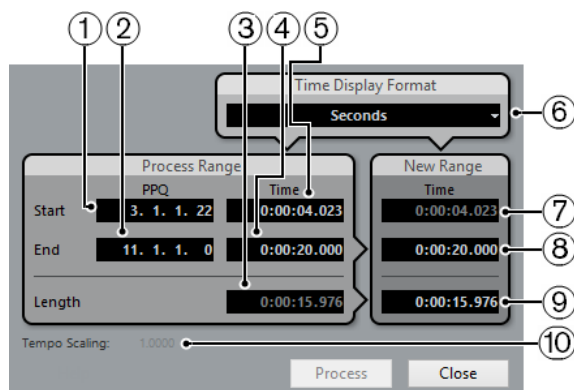 ① ② ③ ④ ⑤
Time Display Format
Seconds
⑥
Process Range
New Range
PPQ Time
Time
Start 3. 1. 1. 22 0:00:04.023 0:00:04.023 ⑦
End 11. 1. 1. 0 0:00:20.000 0:00:20.000 ⑧
Length 0:00:15.976 0:00:15.976 ⑨
Tempo Scaling: 1.0000 ⑩
Process Close